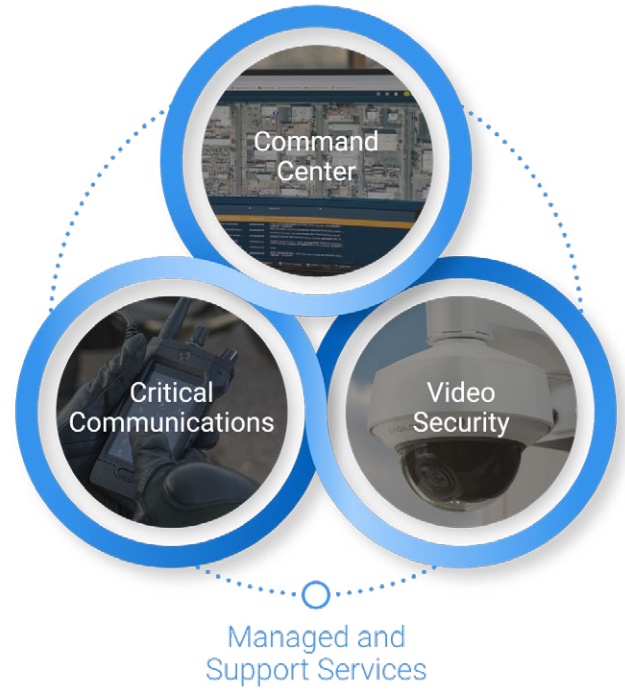 Command
Center
Critical
Communications
Video
Security
Managed and
Support Services